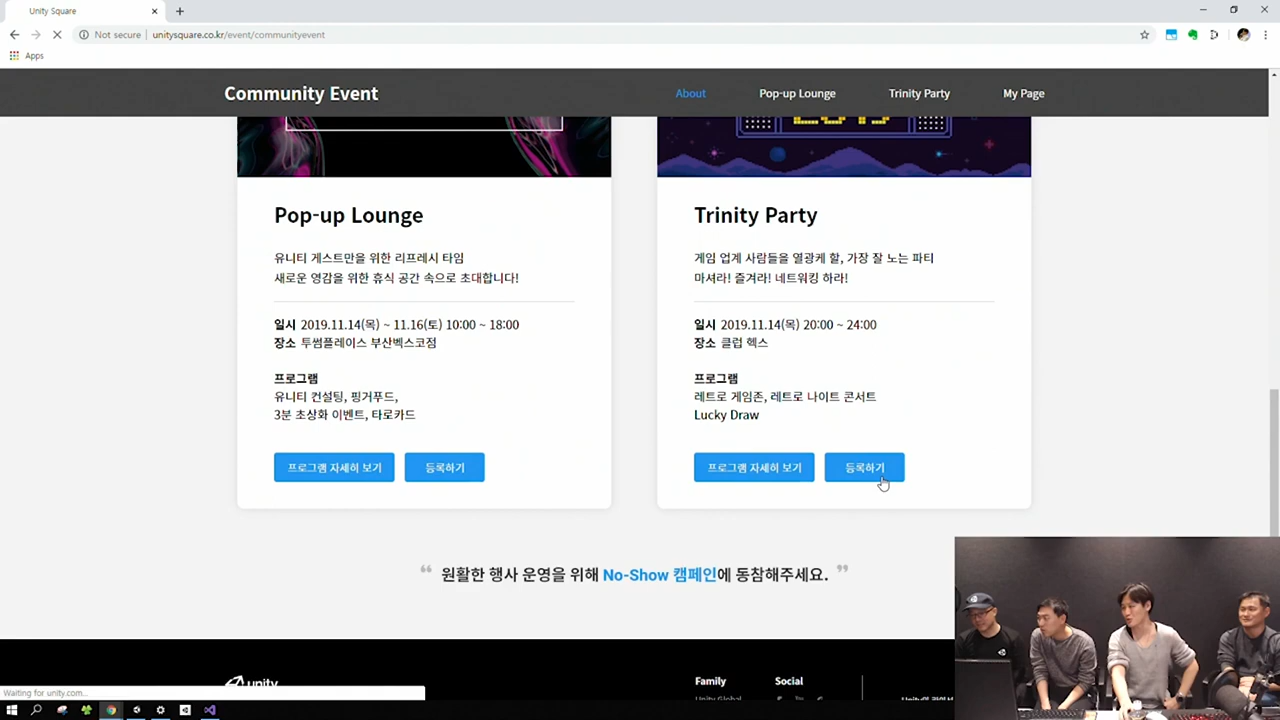 Unity Square
Not secure
unitysquare.co.kr/event/communityevent
Apps
Community Event
About
Pop-up Lounge
Trinity Party
My Page
2019
Pop-up Lounge
유니티 게스트만을 위한 리프레시 타임
새로운 영감을 위한 휴식 공간 속으로 초대합니다!
일시 2019.11.14(목) ~ 11.16(토) 10:00 ~ 18:00
장소 투썸플레이스 부산벡스코점
프로그램
유니티 컨설팅, 핑거푸드,
3분 초상화 이벤트, 타로카드
프로그램 자세히 보기
등록하기
Trinity Party
게임 업계 사람들을 열광케 할, 가장 잘 노는 파티
마셔라! 즐겨라! 네트워킹 하라!
일시 2019.11.14(목) 20:00 ~ 24:00
장소 클럽 헥스
프로그램
레트로 게임존, 레트로 나이트 콘서트
Lucky Draw
프로그램 자세히 보기
등록하기
“ 원활한 행사 운영을 위해 No-Show 캠페인에 동참해주세요. ”
unity
Family
Social
Unity Global
Waiting for unity.com...